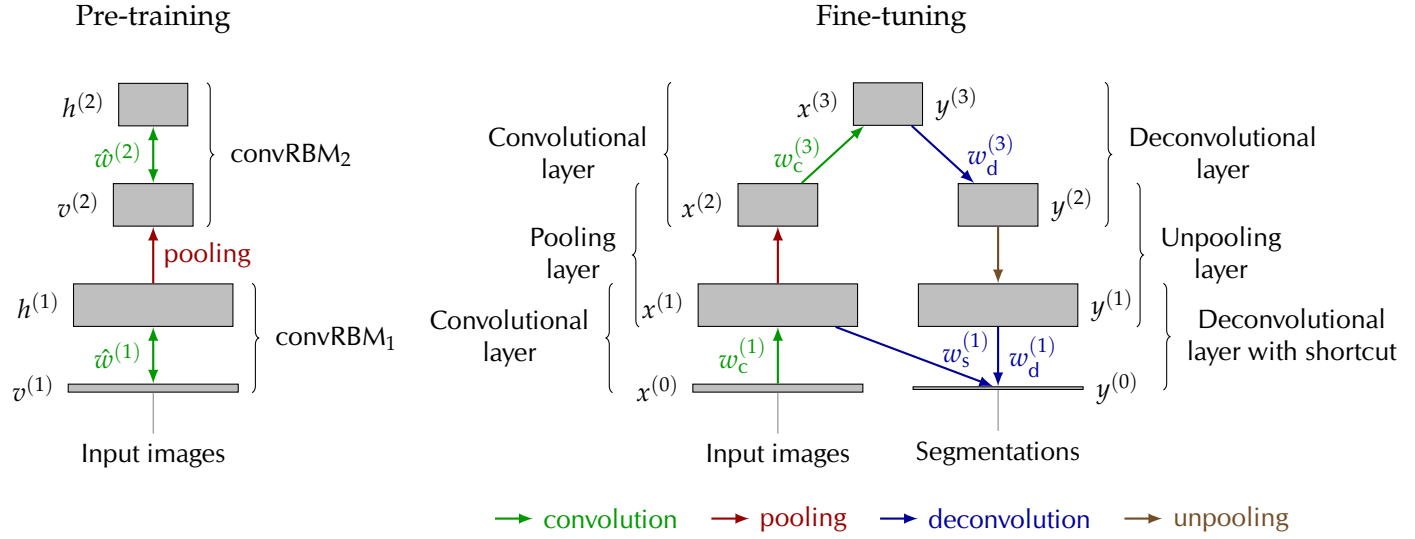 Pre-training
h^(2)
ŵ^(2)
convRBM₂
v^(2)
pooling
h^(1)
ŵ^(1)
convRBM₁
v^(1)
Input images
Fine-tuning
x^(3)
y^(3)
Convolutional
layer
w_c^(3)
w_d^(3)
Deconvolutional
layer
x^(2)
y^(2)
Pooling
layer
Unpooling
layer
x^(1)
y^(1)
Convolutional
layer
w_c^(1)
w_s^(1)
w_d^(1)
Deconvolutional
layer with shortcut
x^(0)
y^(0)
Input images
Segmentations
convolution
pooling
deconvolution
unpooling